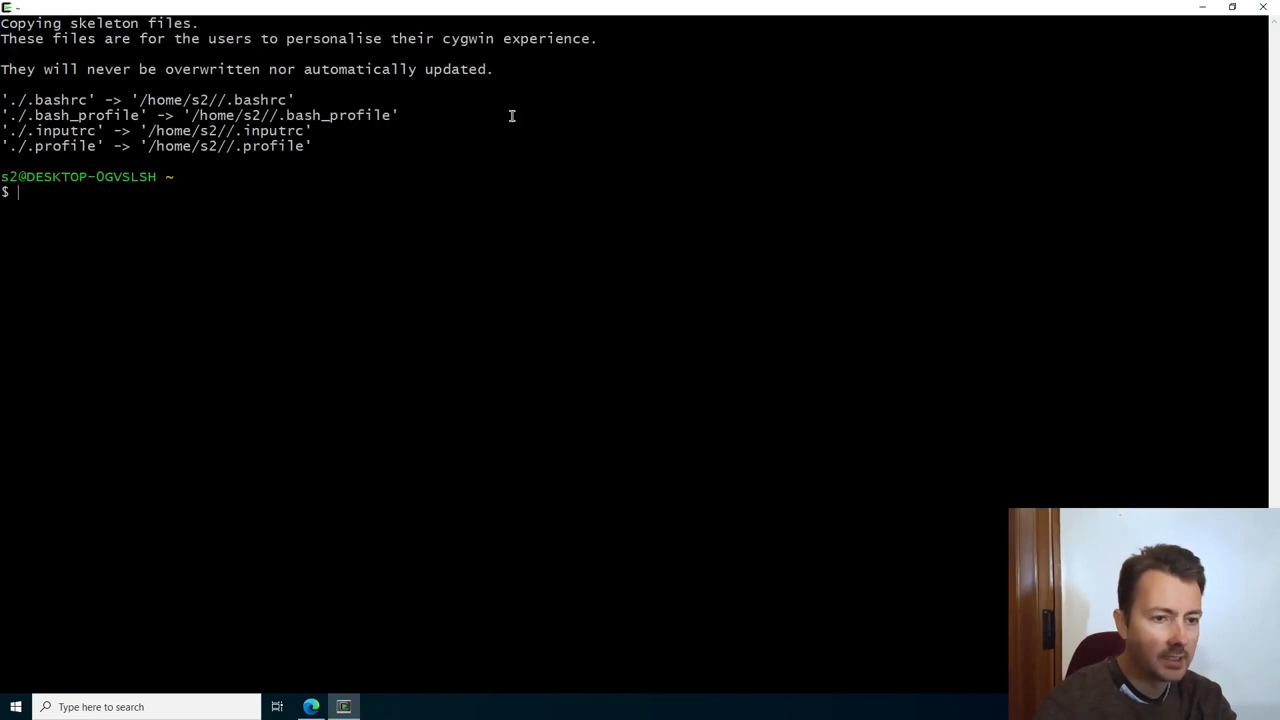 ~
Copying skeleton files.
These files are for the users to personalise their cygwin experience.
They will never be overwritten nor automatically updated.
'./.bashrc' -> '/home/s2//.bashrc'
'./.bash_profile' -> '/home/s2//.bash_profile'
'./.inputrc' -> '/home/s2//.inputrc'
'./.profile' -> '/home/s2//.profile'
s2@DESKTOP-0GVSLSH ~
$
Type here to search